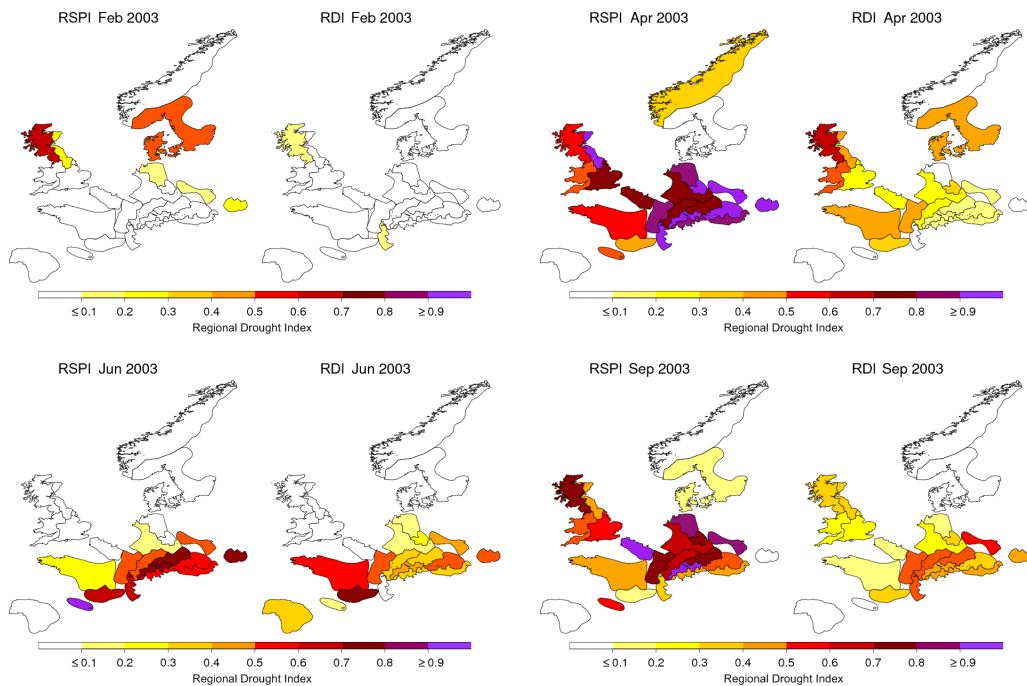 RSPI Feb 2003
RDI Feb 2003
RSPI Apr 2003
RDI Apr 2003
≤ 0.1 0.2 0.3 0.4 0.5 0.6 0.7 0.8 ≥ 0.9
Regional Drought Index
≤ 0.1 0.2 0.3 0.4 0.5 0.6 0.7 0.8 ≥ 0.9
Regional Drought Index
RSPI Jun 2003
RDI Jun 2003
RSPI Sep 2003
RDI Sep 2003
≤ 0.1 0.2 0.3 0.4 0.5 0.6 0.7 0.8 ≥ 0.9
Regional Drought Index
≤ 0.1 0.2 0.3 0.4 0.5 0.6 0.7 0.8 ≥ 0.9
Regional Drought Index